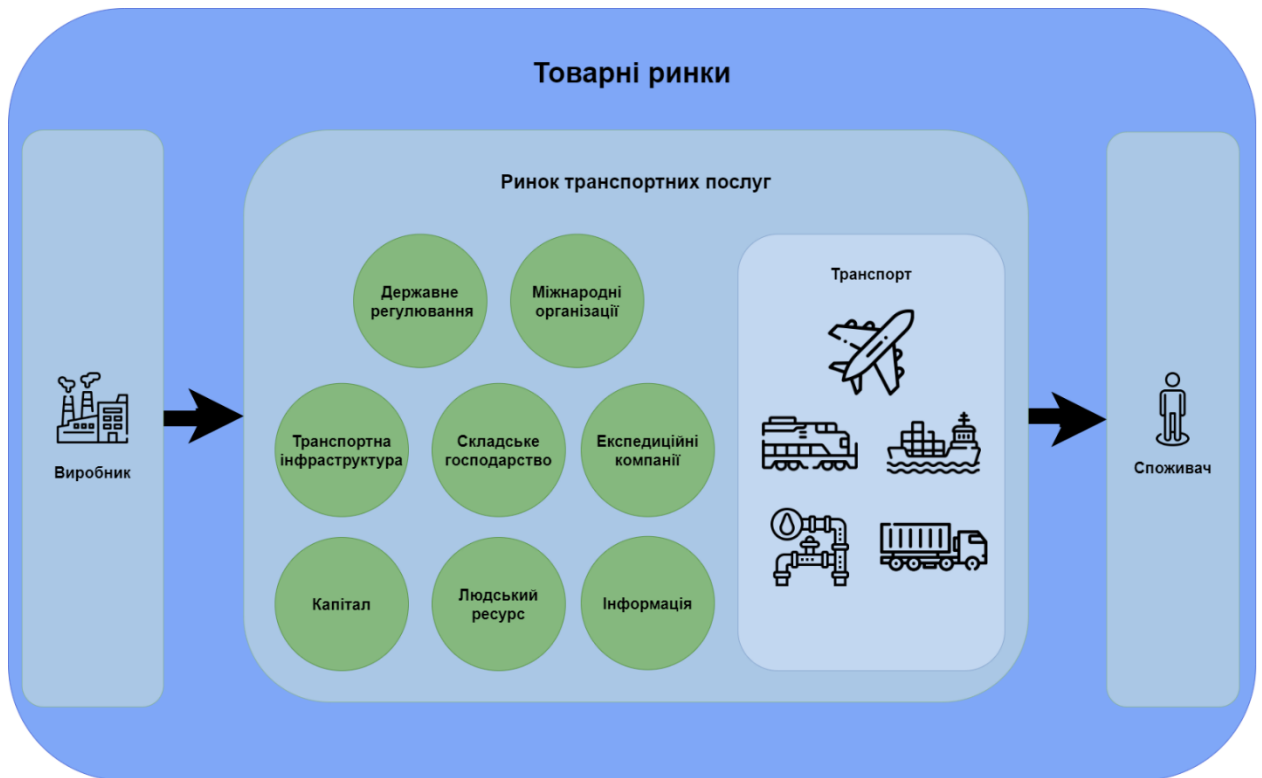 Товарні ринки
Ринок транспортних послуг
Державне
регулювання
Міжнародні
організації
Транспорт
Транспортна
інфраструктура
Складське
господарство
Експедиційні
компанії
Виробник
Споживач
Капітал
Людський
ресурс
Інформація